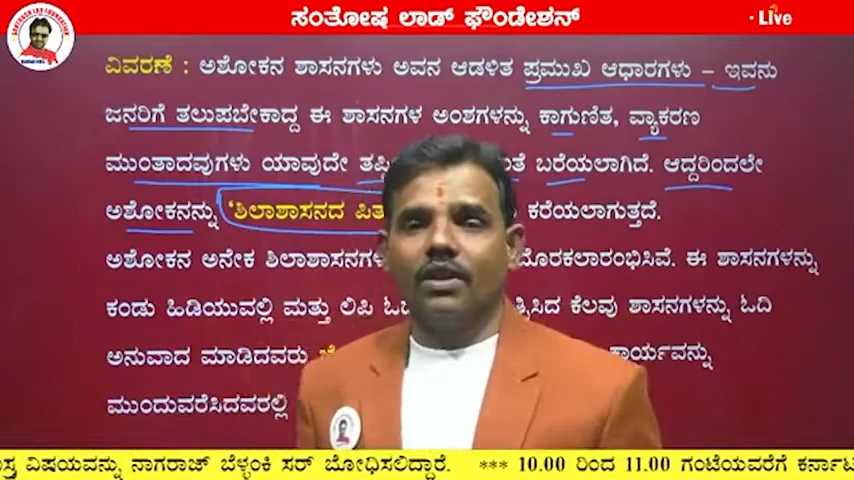 ಸಂತೋಷ ಲಾಡ್ ಫೌಂಡೇಶನ್
Live
ವಿವರಣೆ : ಅಶೋಕನ ಶಾಸನಗಳು ಅವನ ಆಡಳಿತ ಪ್ರಮುಖ ಆಧಾರಗಳು – ಇವನು
ಜನರಿಗೆ ತಲುಪಬೇಕಾದ್ದ ಈ ಶಾಸನಗಳ ಅಂಶಗಳನ್ನು ಕಾಗುಣಿತ, ವ್ಯಾಕರಣ
ಮುಂತಾದವುಗಳು ಯಾವುದೇ ಬರೆಯಲಾಗಿದೆ. ಆದ್ದರಿಂದಲೇ
ಅಶೋಕನನ್ನು 'ಶಿಲಾಶಾಸನದ ಕರೆಯಲಾಗುತ್ತದೆ.
ಅಶೋಕನ ಅನೇಕ ದೊರಕಲಾರಂಭಿಸಿವೆ. ಈ ಶಾಸನಗಳನ್ನು
ಕಂಡು ಹಿಡಿಯುವಲ್ಲಿ ಮತ್ತು ಲಿಪಿ ಕೆಲವು ಶಾಸನಗಳನ್ನು ಓದಿ
ಅನುವಾದ ಮಾಡಿದವರು
ಮುಂದುವರೆಸಿದವರಲ್ಲಿ
ವಿಷಯವನ್ನು ನಾಗರಾಜ್ ಬೆಳ್ಳಂಕಿ ಸರ್ ಬೋಧಿಸಲಿದ್ದಾರೆ. *** 10.00 ರಿಂದ 11.00 ಗಂಟೆಯವರೆಗೆ